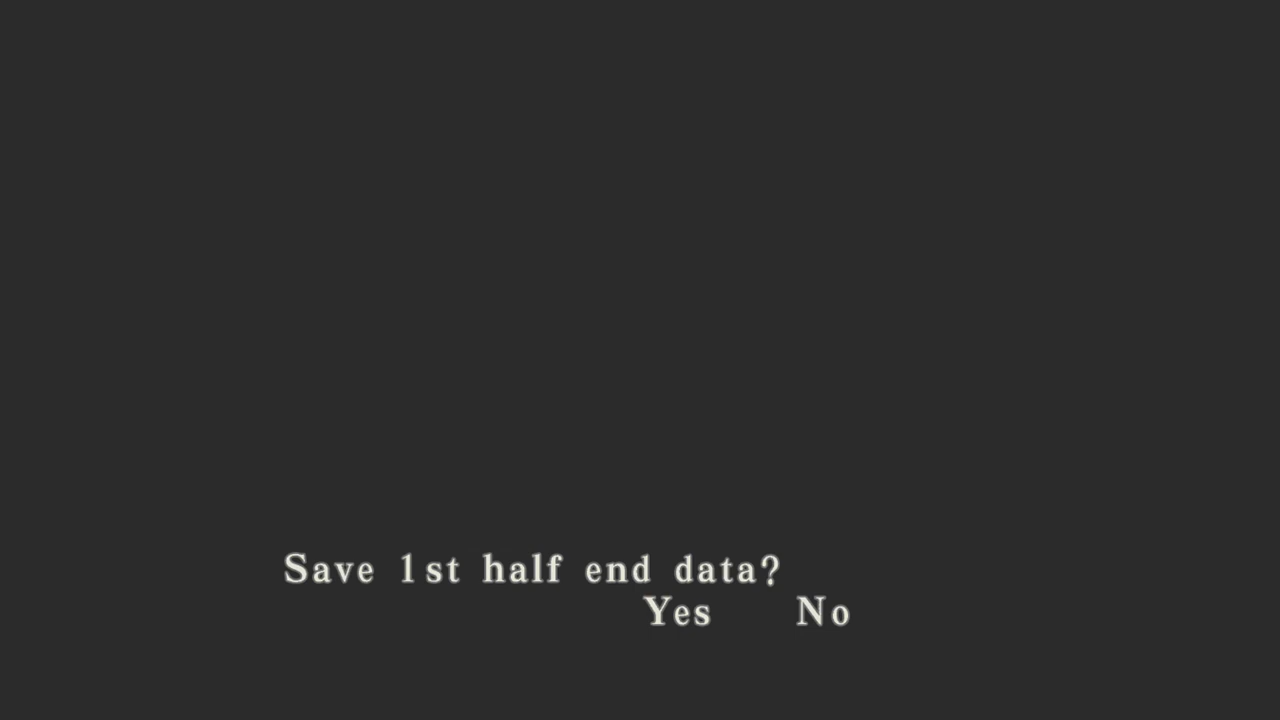 Save 1st half end data?
Yes No